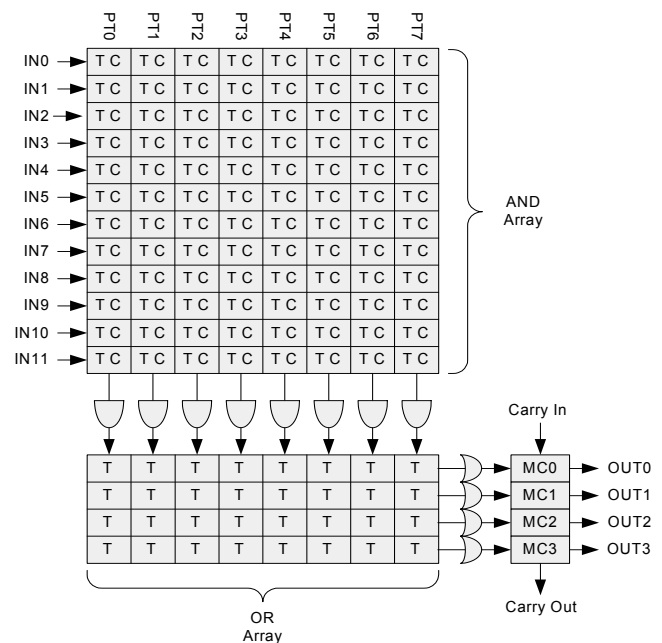 PT0 PT1 PT2 PT3 PT4 PT5 PT6 PT7
IN0 T C T C T C T C T C T C T C T C
IN1 T C T C T C T C T C T C T C T C
IN2 T C T C T C T C T C T C T C T C
IN3 T C T C T C T C T C T C T C T C
IN4 T C T C T C T C T C T C T C T C
IN5 T C T C T C T C T C T C T C T C
IN6 T C T C T C T C T C T C T C T C
IN7 T C T C T C T C T C T C T C T C
IN8 T C T C T C T C T C T C T C T C
IN9 T C T C T C T C T C T C T C T C
IN10 T C T C T C T C T C T C T C T C
IN11 T C T C T C T C T C T C T C T C
AND
Array
Carry In
T T T T T T T T MC0 OUT0
T T T T T T T T MC1 OUT1
T T T T T T T T MC2 OUT2
T T T T T T T T MC3 OUT3
Carry Out
OR
Array